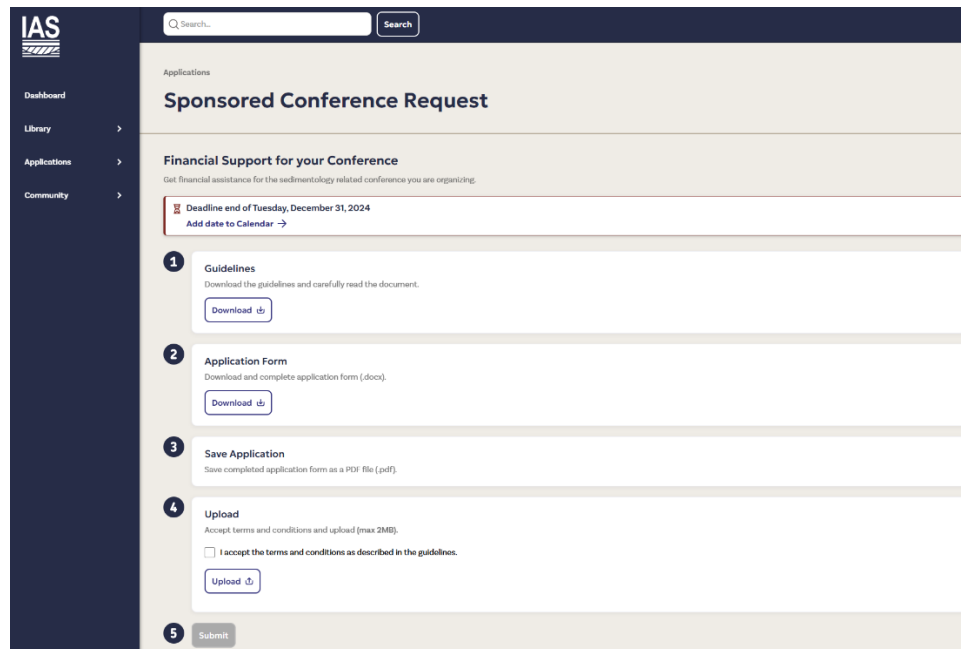 IAS
Search...
Search
Dashboard
Library
Applications
Community
Applications
Sponsored Conference Request
Financial Support for your Conference
Get financial assistance for the sedimentology related conference you are organizing.
Deadline end of Tuesday, December 31, 2024
Add date to Calendar →
1
Guidelines
Download the guidelines and carefully read the document.
Download
2
Application Form
Download and complete application form (.docx).
Download
3
Save Application
Save completed application form as a PDF file (.pdf).
4
Upload
Accept terms and conditions and upload (max 2MB).
I accept the terms and conditions as described in the guidelines.
Upload
5
Submit